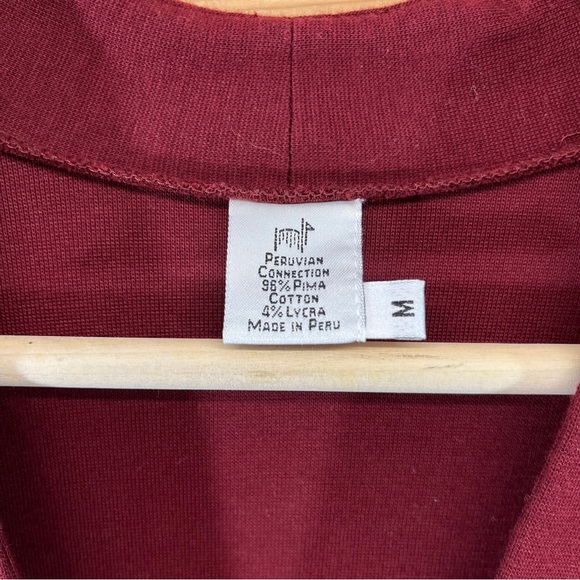 Peruvian
Connection
96% Pima
Cotton
4% Lycra
Made in Peru
M